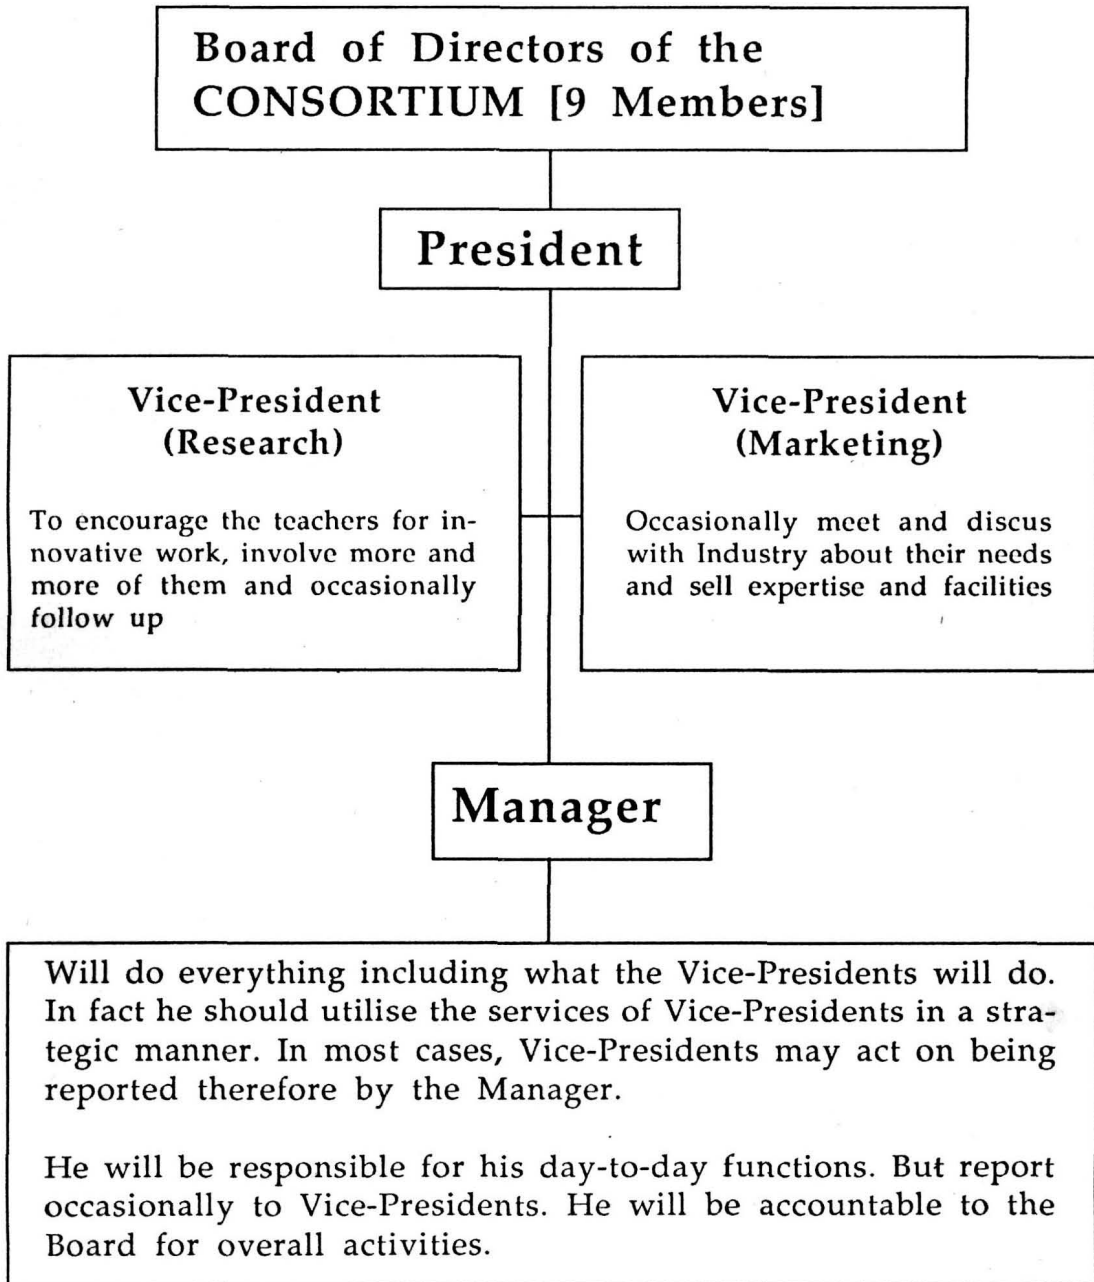 Board of Directors of the
CONSORTIUM [9 Members]
President
Vice-President
(Research)
To encourage the teachers for in-
novative work, involve more and
more of them and occasionally
follow up
Vice-President
(Marketing)
Occasionally meet and discus
with Industry about their needs
and sell expertise and facilities
Manager
Will do everything including what the Vice-Presidents will do.
In fact he should utilise the services of Vice-Presidents in a stra-
tegic manner. In most cases, Vice-Presidents may act on being
reported therefore by the Manager.
He will be responsible for his day-to-day functions. But report
occasionally to Vice-Presidents. He will be accountable to the
Board for overall activities.